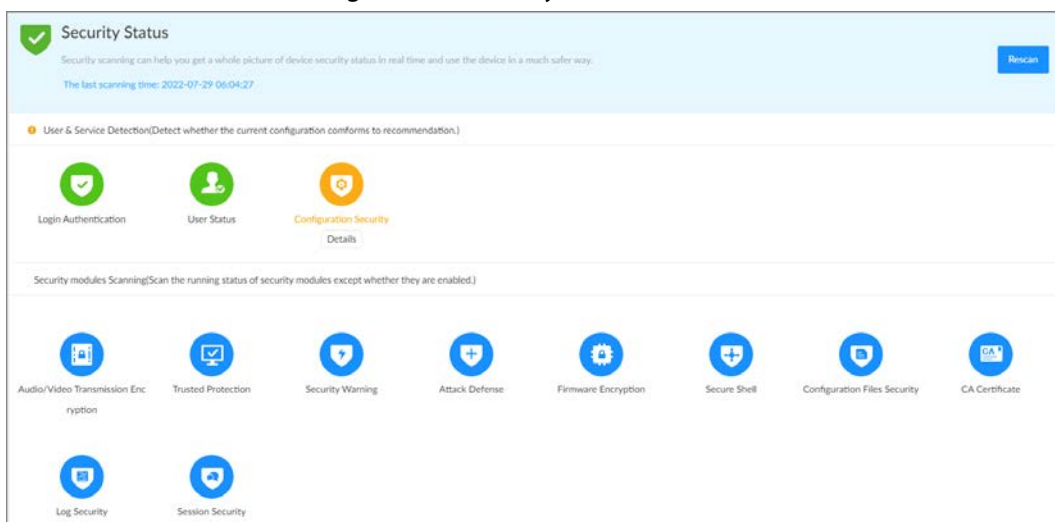 Security Status
Security scanning can help you get a whole picture of device security status in real time and use the device in a much safer way.
Rescan
The last scanning time: 2022-07-29 06:04:27
User & Service Detection(Detect whether the current configuration comforms to recommendation.)
Login Authentication
User Status
Configuration Security
Details
Security modules Scanning(Scan the running status of security modules except whether they are enabled.)
CA
Audio/Video Transmission Enc
ryption
Trusted Protection
Security Warning
Attack Defense
Firmware Encryption
Secure Shell
Configuration Files Security
CA Certificate
Log Security
Session Security